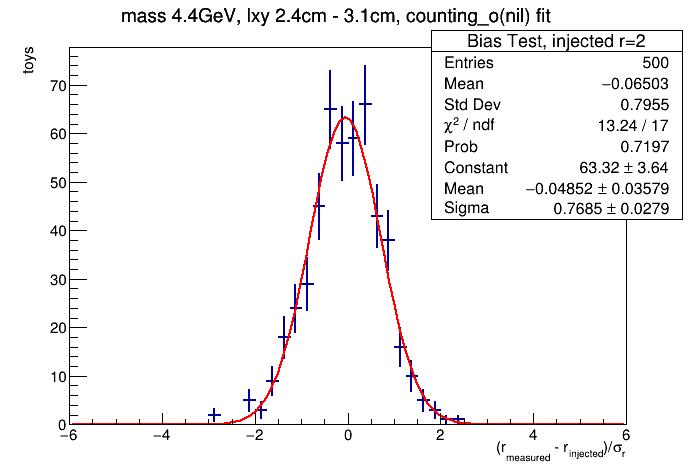 mass 4.4GeV, lxy 2.4cm - 3.1cm, counting_o(nil) fit
Bias Test, injected r=2
Entries 500
Mean −0.06503
Std Dev 0.7955
χ² / ndf 13.24 / 17
Prob 0.7197
Constant 63.32 ± 3.64
Mean −0.04852 ± 0.03579
Sigma 0.7685 ± 0.0279
toys
70
60
50
40
30
20
10
0
−6 −4 −2 0 2 4 6
(r_measured - r_injected)/σ_r